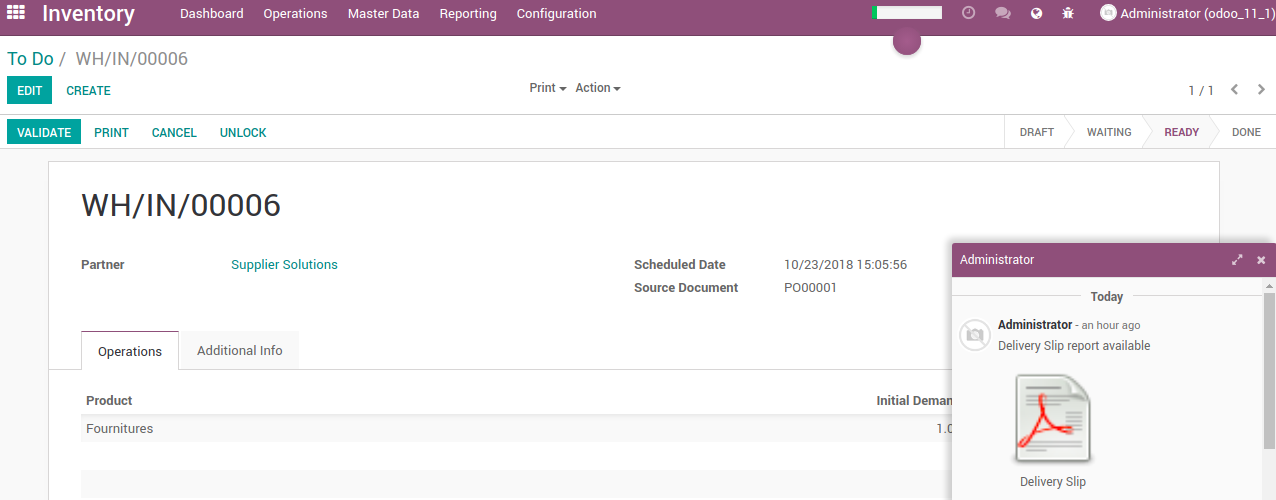 Inventory Dashboard Operations Master Data Reporting Configuration Administrator (odoo_11_1)
To Do / WH/IN/00006
EDIT CREATE Print Action 1 / 1
VALIDATE PRINT CANCEL UNLOCK DRAFT WAITING READY DONE
WH/IN/00006
Partner Supplier Solutions Scheduled Date 10/23/2018 15:05:56
Source Document PO00001
Operations Additional Info
Product Initial Deman
Fournitures 1.0
Administrator
Today
Administrator - an hour ago
Delivery Slip report available
Delivery Slip